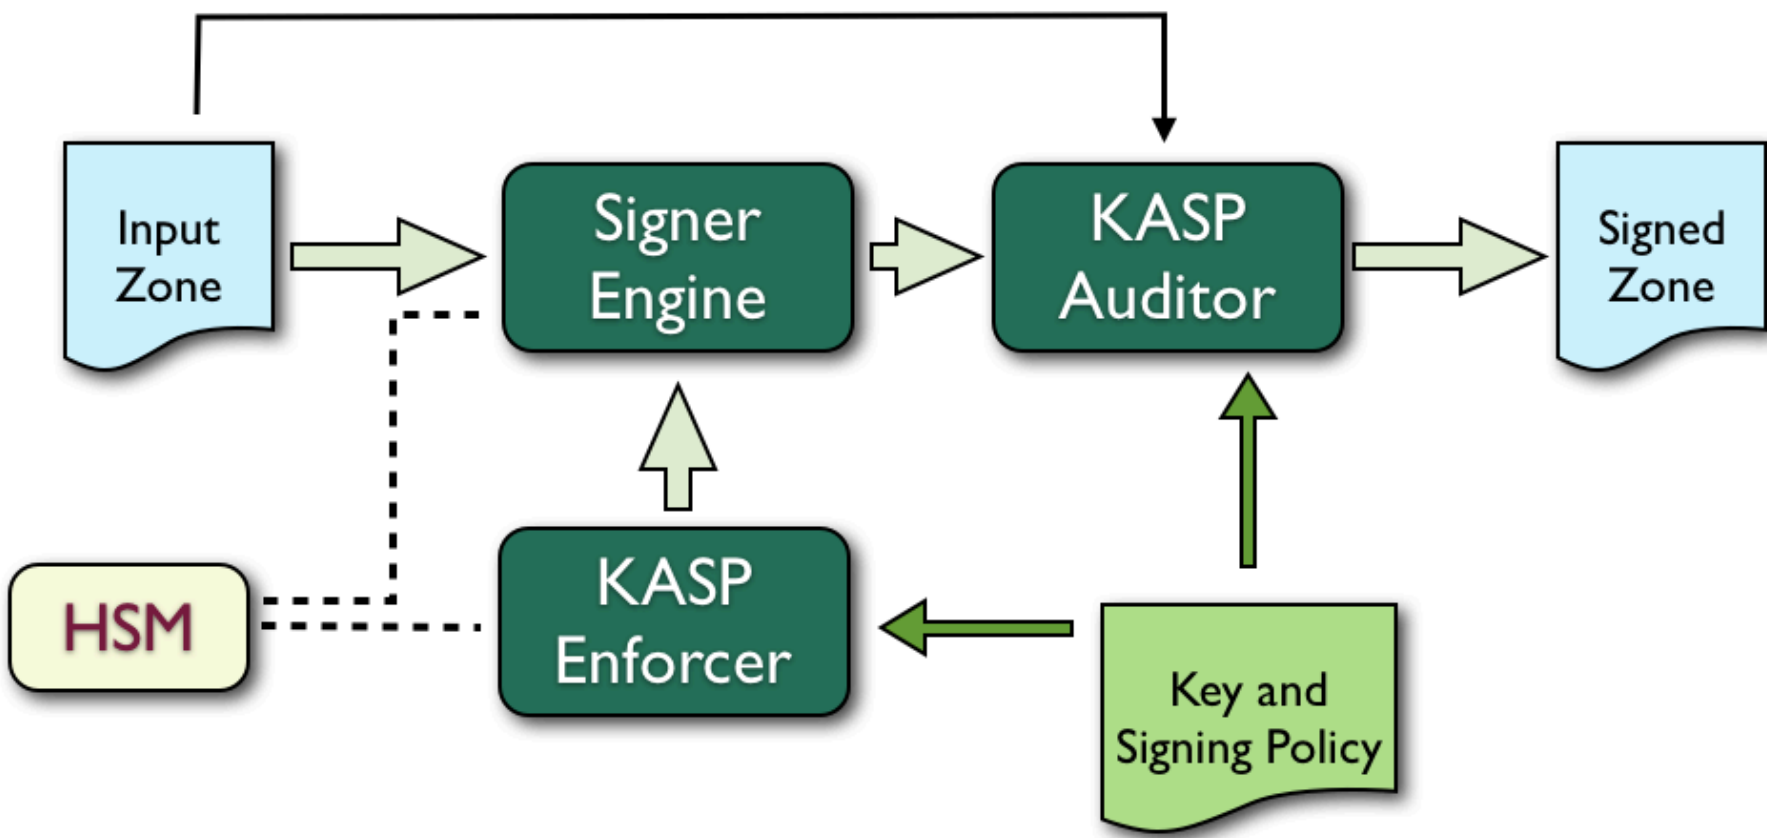 Input
Zone
Signer
Engine
KASP
Auditor
Signed
Zone
HSM
KASP
Enforcer
Key and
Signing Policy